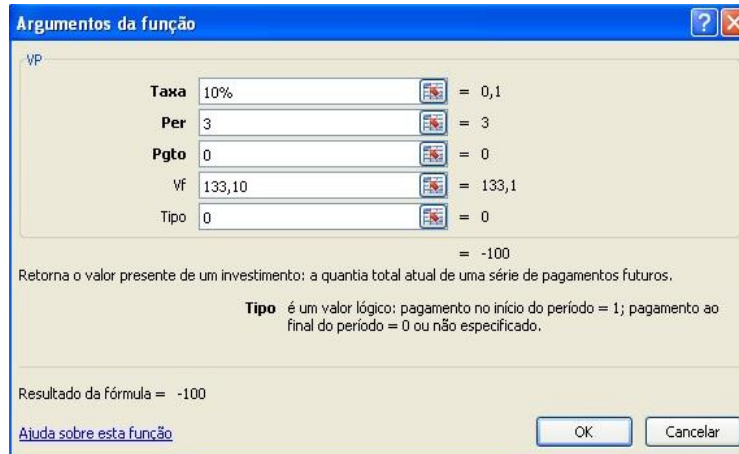 Argumentos da função
VP
Taxa 10% = 0,1
Per 3 = 3
Pgto 0 = 0
Vf 133,10 = 133,1
Tipo 0 = 0
= -100
Retorna o valor presente de um investimento: a quantia total atual de uma série de pagamentos futuros.
Tipo é um valor lógico: pagamento no início do período = 1; pagamento ao
final do período = 0 ou não especificado.
Resultado da fórmula = -100
Ajuda sobre esta função OK Cancelar